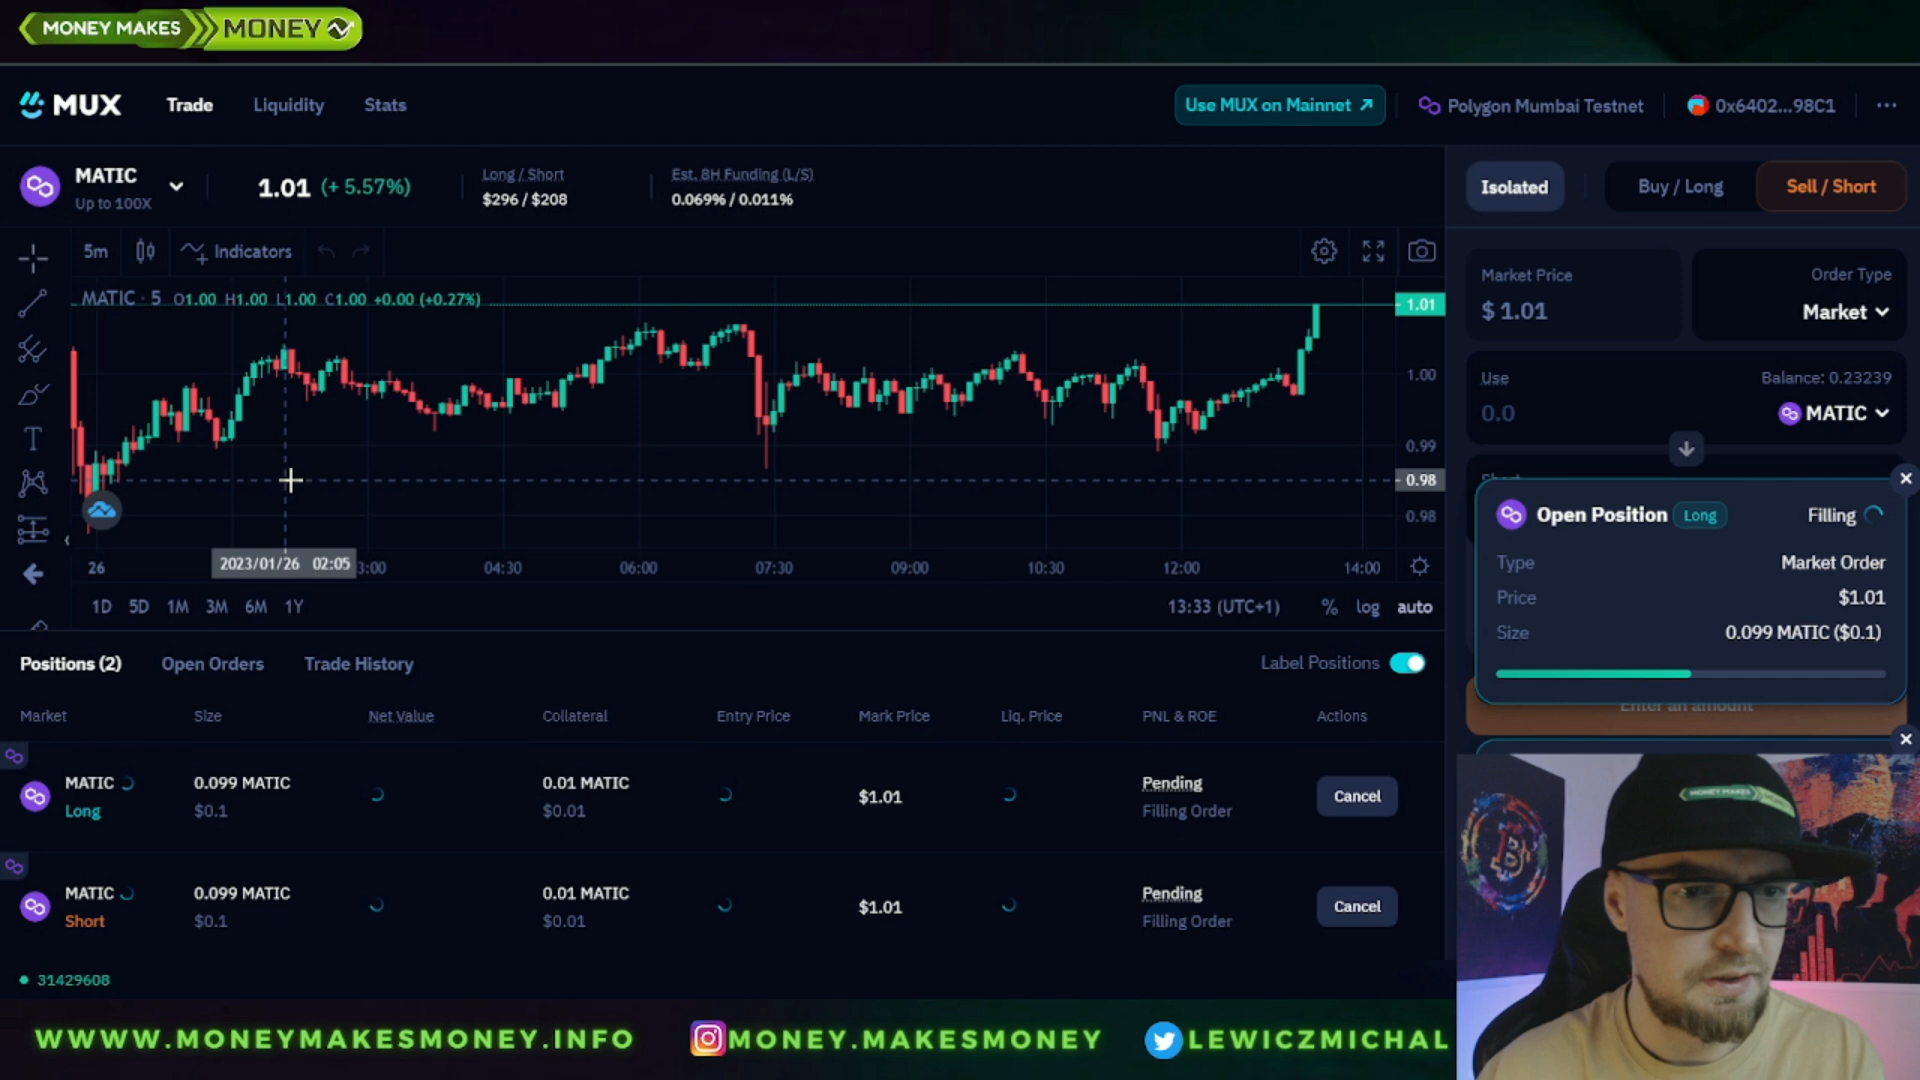 MONEY MAKES MONEY
MUX
Trade
Liquidity
Stats
Use MUX on Mainnet
Polygon Mumbai Testnet
0x6402...98C1
MATIC
Up to 100X
1.01 (+ 5.57%)
Long / Short
$296 / $208
Est. 8H Funding (L/S)
0.069% / 0.011%
Isolated
Buy / Long
Sell / Short
5m
Indicators
MATIC · 5 O1.00 H1.00 L1.00 C1.00 +0.00 (+0.27%)
1.01
1.00
0.99
0.98
0.98
26
2023/01/26 02:05
3:00
04:30
06:00
07:30
09:00
10:30
12:00
14:00
1D 5D 1M 3M 6M 1Y
13:33 (UTC+1)
% log auto
Market Price
$ 1.01
Order Type
Market
Use
Balance: 0.23239
0.0
MATIC
Short
Open Position Long
Filling
Type
Market Order
Price
$1.01
Size
0.099 MATIC ($0.1)
Enter an amount
Positions (2)
Open Orders
Trade History
Label Positions
Market Size Net Value Collateral Entry Price Mark Price Liq. Price PNL & ROE Actions
MATIC 0.099 MATIC 0.01 MATIC $1.01 Pending Cancel
Long $0.1 $0.01 Filling Order
MATIC 0.099 MATIC 0.01 MATIC $1.01 Pending Cancel
Short $0.1 $0.01 Filling Order
31429608
MONEY MAKES
WWWW.MONEYMAKESMONEY.INFO
MONEY.MAKESMONEY
LEWICZMICHAL